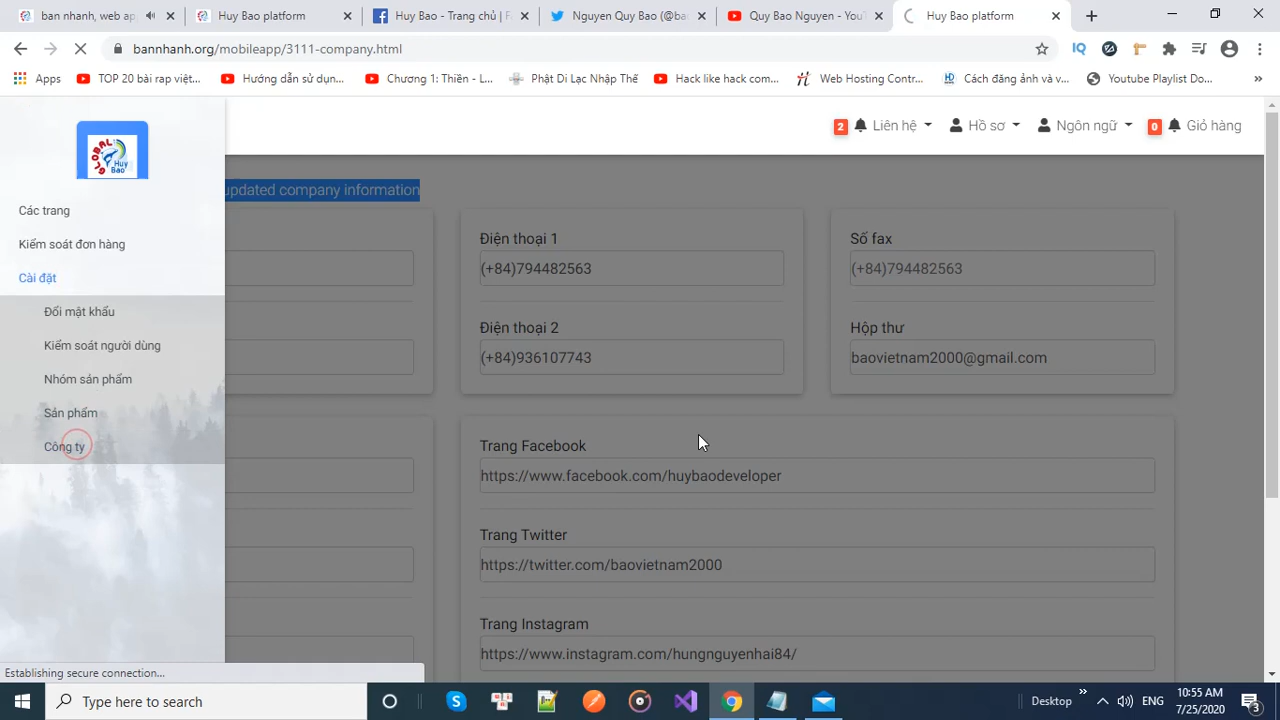 ban nhanh, web ap
Huy Bao platform
Huy Bao - Trang chủ | F
Nguyen Quy Bao (@bao
Quy Bao Nguyen - YouT
Huy Bao platform
bannhanh.org/mobileapp/3111-company.html
Apps
TOP 20 bài rap việt...
Hướng dẫn sử dụn...
Chương 1: Thiên - L...
Phật Di Lạc Nhập Thế
Hack like hack com...
Web Hosting Contr...
Cách đăng ảnh và v...
Youtube Playlist Do...
GLOBAL
Huy
Bao
2 Liên hệ
Hồ sơ
Ngôn ngữ
0 Giỏ hàng
updated company information
Các trang
Kiểm soát đơn hàng
Cài đặt
Đổi mật khẩu
Kiểm soát người dùng
Nhóm sản phẩm
Sản phẩm
Công ty
Điện thoại 1
(+84)794482563
Điện thoại 2
(+84)936107743
Số fax
(+84)794482563
Hộp thư
baovietnam2000@gmail.com
Trang Facebook
https://www.facebook.com/huybaodeveloper
Trang Twitter
https://twitter.com/baovietnam2000
Trang Instagram
https://www.instagram.com/hungnguyenhai84/
Establishing secure connection...
Type here to search
Desktop
ENG
10:55 AM
7/25/2020
3